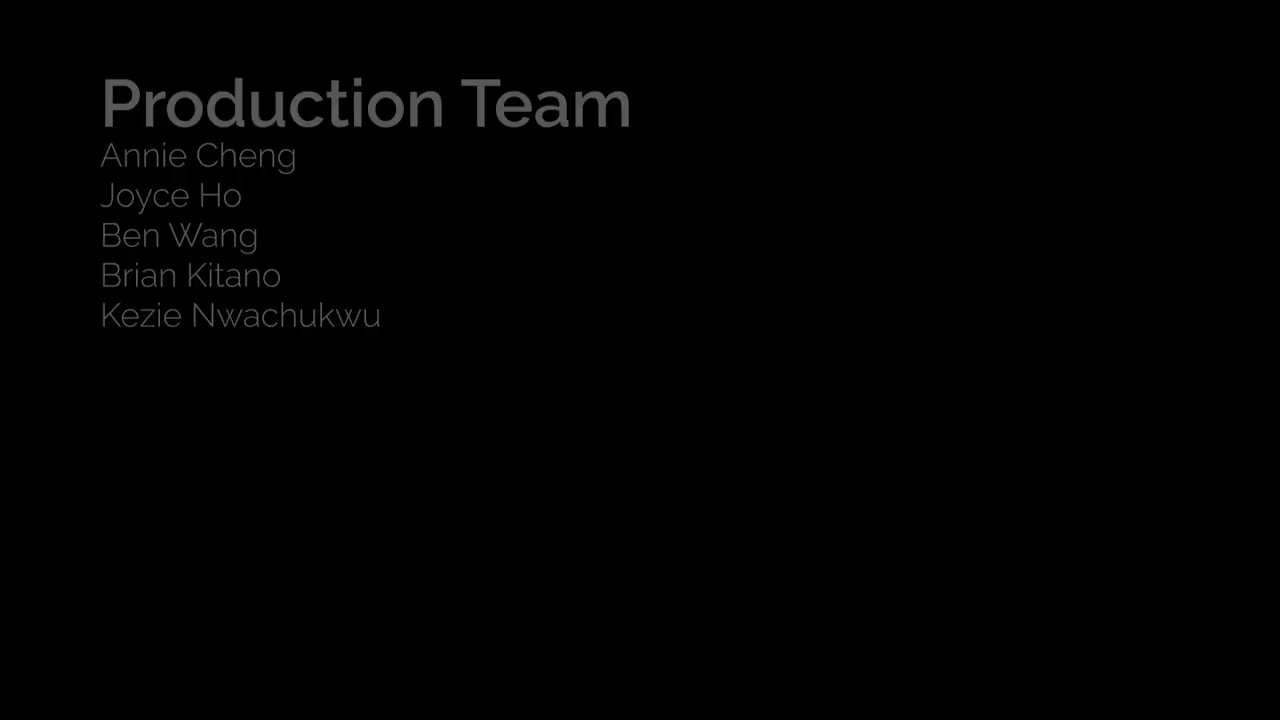 Production Team
Annie Cheng
Joyce Ho
Ben Wang
Brian Kitano
Kezie Nwachukwu